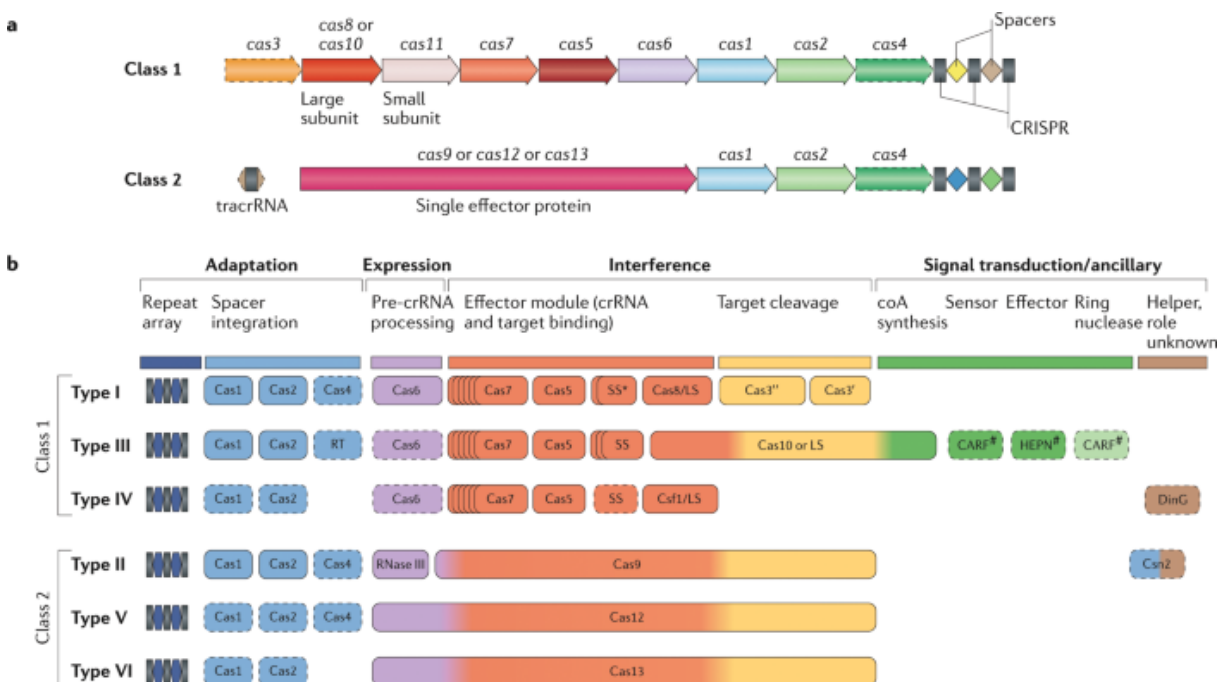 a
cas8 or
cas3 cas10 cas11 cas7 cas5 cas6 cas1 cas2 cas4
Spacers
Class 1
Large subunit
Small subunit
CRISPR
cas9 or cas12 or cas13 cas1 cas2 cas4
Class 2
tracrRNA
Single effector protein
b
Adaptation Expression Interference Signal transduction/ancillary
Repeat array
Spacer integration
Pre-crRNA processing
Effector module (crRNA and target binding)
Target cleavage
coA synthesis
Sensor
Effector
Ring nuclease
Helper, role unknown
Class 1
Type I Cas1 Cas2 Cas4 Cas6 Cas7 Cas5 SS* Cas8/LS Cas3'' Cas3'
Type III Cas1 Cas2 RT Cas6 Cas7 Cas5 SS Cas10 or LS CARF# HEPN# CARF#
Type IV Cas1 Cas2 Cas6 Cas7 Cas5 SS Csf1/LS DinG
Class 2
Type II Cas1 Cas2 Cas4 RNase III Cas9 Csn2
Type V Cas1 Cas2 Cas4 Cas12
Type VI Cas1 Cas2 Cas13